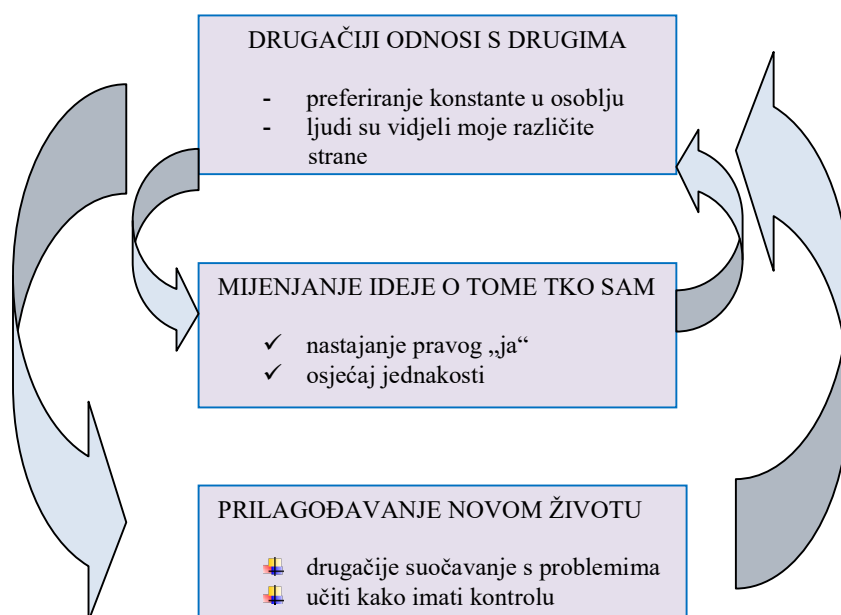 DRUGAČIJI ODNOSI S DRUGIMA
- preferiranje konstante u osoblju
- ljudi su vidjeli moje različite
strane
MIJENJANJE IDEJE O TOME TKO SAM
✓ nastajanje pravog „ja“
✓ osjećaj jednakosti
PRILAGOĐAVANJE NOVOM ŽIVOTU
drugačije suočavanje s problemima
učiti kako imati kontrolu